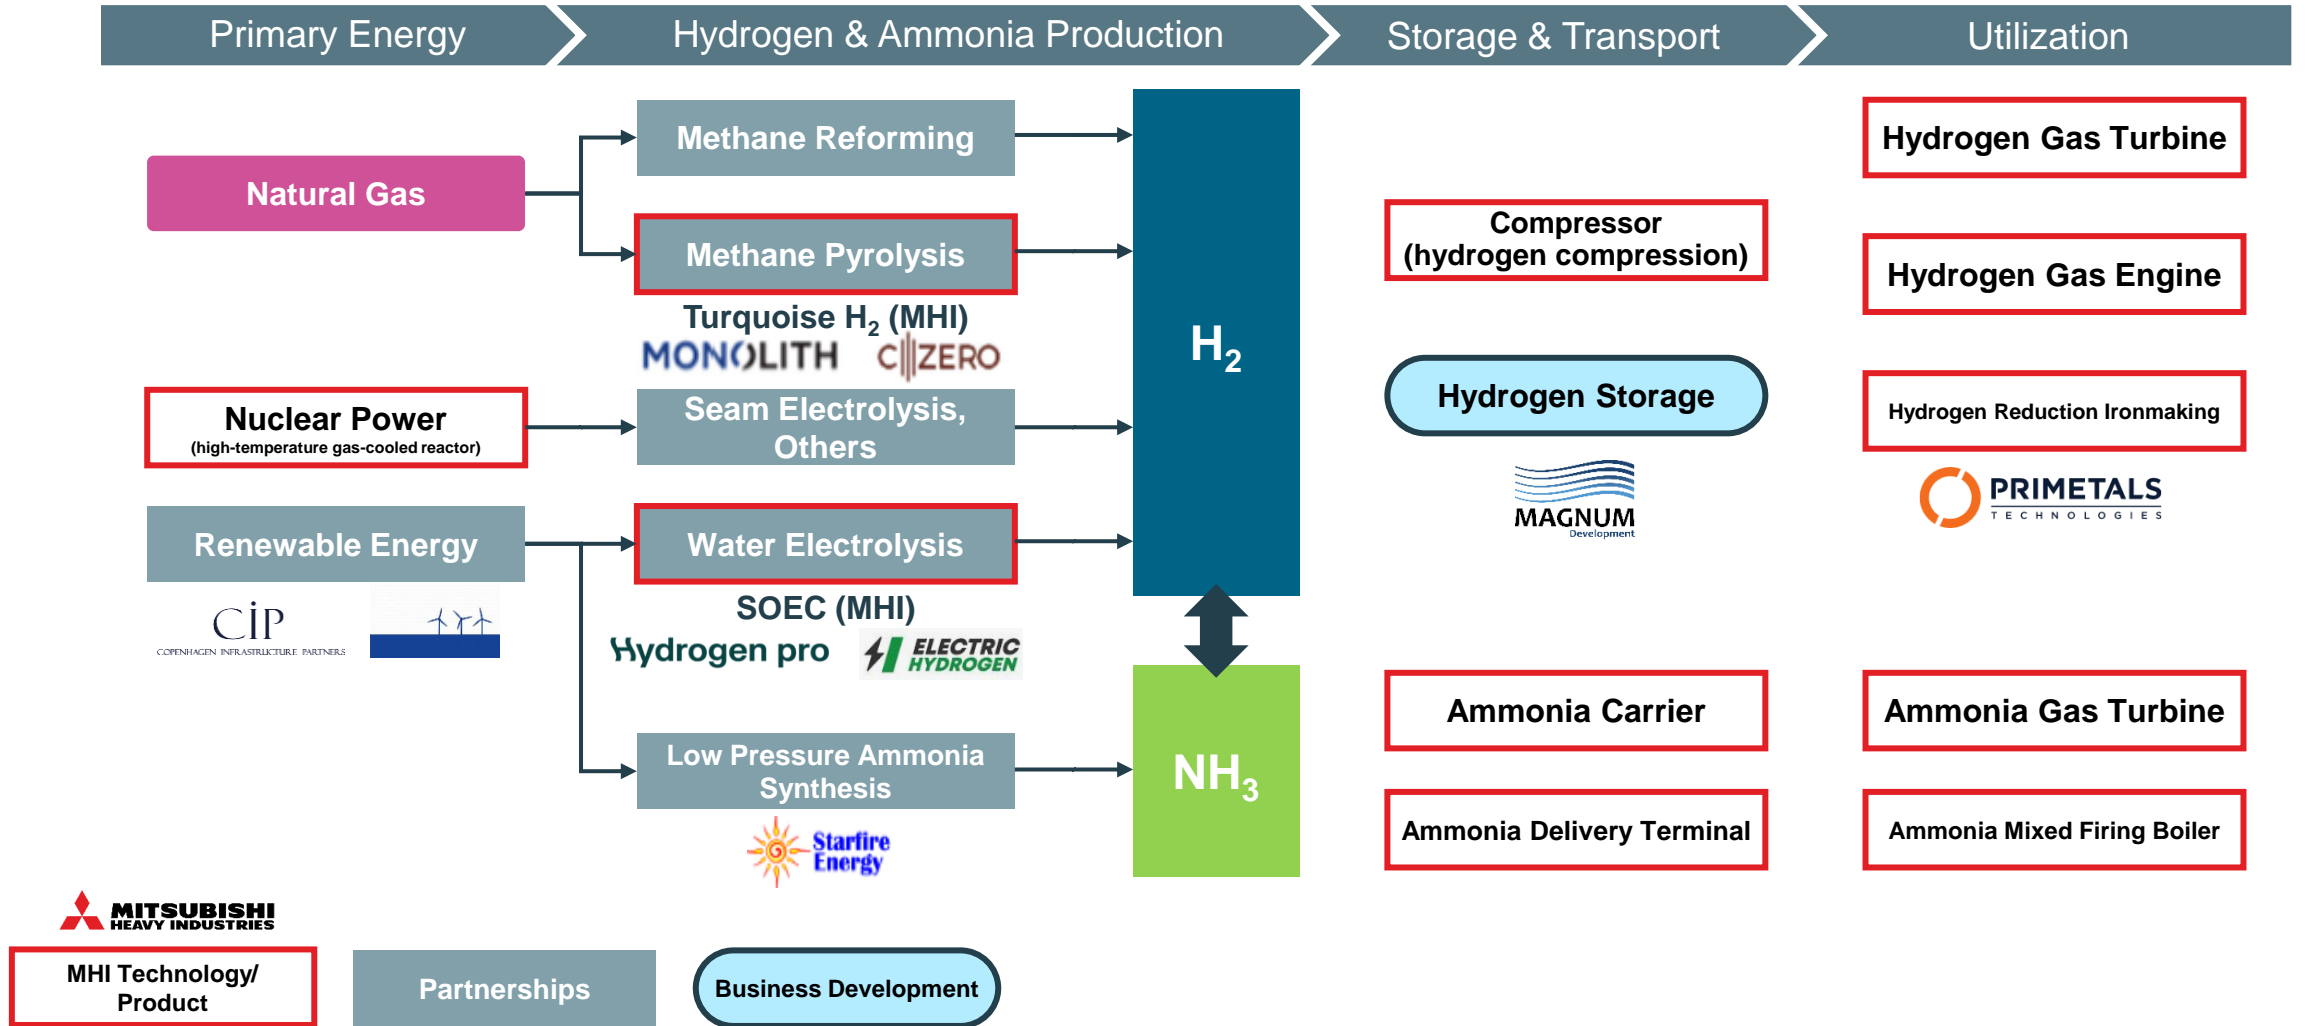 Primary Energy
Hydrogen & Ammonia Production
Storage & Transport
Utilization
Natural Gas
Methane Reforming
Methane Pyrolysis
Turquoise H₂ (MHI)
MONOLITH
C ZERO
Nuclear Power
(high-temperature gas-cooled reactor)
Seam Electrolysis,
Others
Renewable Energy
CIP
COPENHAGEN INFRASTRUCTURE PARTNERS
Water Electrolysis
SOEC (MHI)
Hydrogen pro
ELECTRIC
HYDROGEN
Low Pressure Ammonia
Synthesis
Starfire
Energy
H₂
NH₃
Compressor
(hydrogen compression)
Hydrogen Storage
MAGNUM
Development
Ammonia Carrier
Ammonia Delivery Terminal
Hydrogen Gas Turbine
Hydrogen Gas Engine
Hydrogen Reduction Ironmaking
PRIMETALS
TECHNOLOGIES
Ammonia Gas Turbine
Ammonia Mixed Firing Boiler
MITSUBISHI
HEAVY INDUSTRIES
MHI Technology/
Product
Partnerships
Business Development